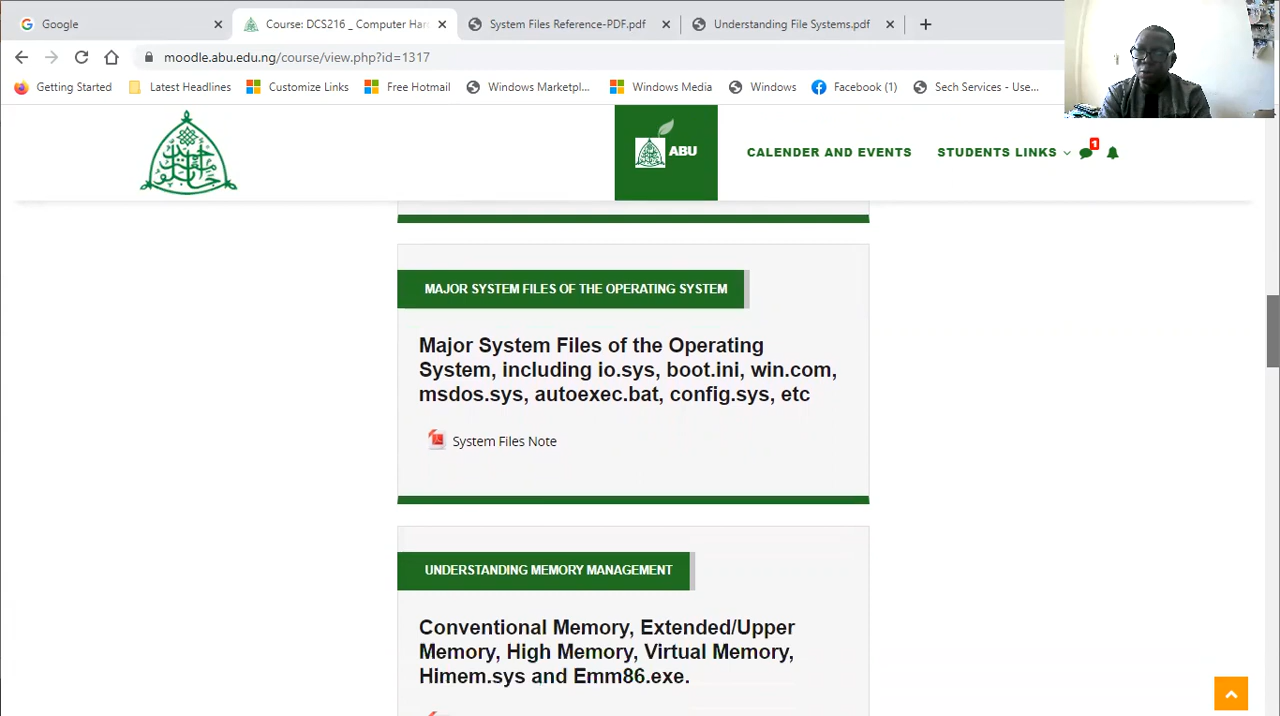 Google
Course: DCS216 _ Computer Har
System Files Reference-PDF.pdf
Understanding File Systems.pdf
moodle.abu.edu.ng/course/view.php?id=1317
Getting Started
Latest Headlines
Customize Links
Free Hotmail
Windows Marketpl...
Windows Media
Windows
Facebook (1)
Sech Services - Use...
ABU
CALENDER AND EVENTS
STUDENTS LINKS
1
MAJOR SYSTEM FILES OF THE OPERATING SYSTEM
Major System Files of the Operating
System, including io.sys, boot.ini, win.com,
msdos.sys, autoexec.bat, config.sys, etc
System Files Note
UNDERSTANDING MEMORY MANAGEMENT
Conventional Memory, Extended/Upper
Memory, High Memory, Virtual Memory,
Himem.sys and Emm86.exe.